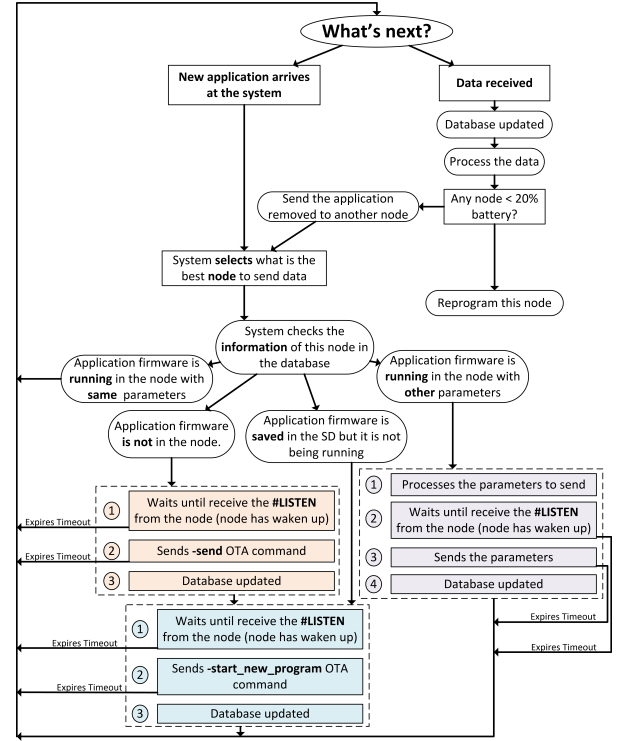 What's next?
New application arrives
at the system
Data received
Database updated
Process the data
Send the application
removed to another node
Any node < 20%
battery?
System selects what is the
best node to send data
Reprogram this node
System checks the
information of this node in
the database
Application firmware is
running in the node with
same parameters
Application firmware is
running in the node with
other parameters
Application firmware
is not in the node.
Application firmware is
saved in the SD but it is not
being running
1
Waits until receive the #LISTEN
from the node (node has waken up)
Expires Timeout
2
Sends -send OTA command
Expires Timeout
3
Database updated
1
Processes the parameters to send
2
Waits until receive the #LISTEN
from the node (node has waken up)
3
Sends the parameters
4
Database updated
Expires Timeout
Expires Timeout
1
Waits until receive the #LISTEN
from the node (node has waken up)
Expires Timeout
2
Sends -start_new_program OTA
command
Expires Timeout
3
Database updated